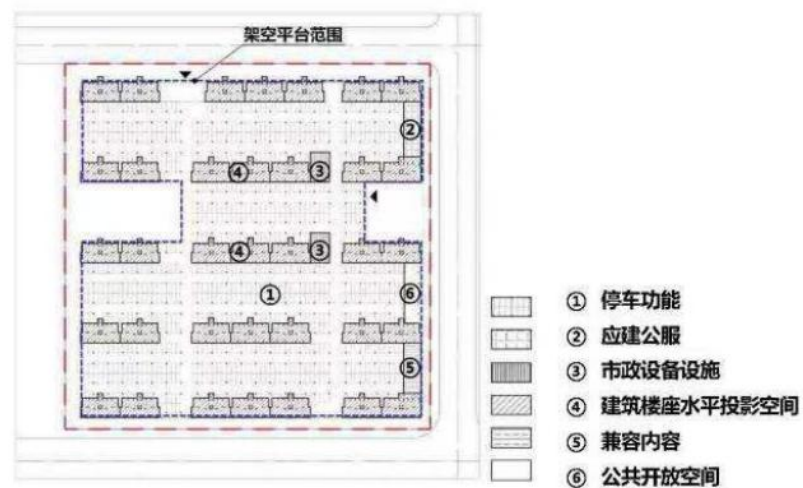 架空平台范围
②
④
③
④
③
①
⑥
⑤
① 停车功能
② 应建公服
③ 市政设备设施
④ 建筑楼座水平投影空间
⑤ 兼容内容
⑥ 公共开放空间